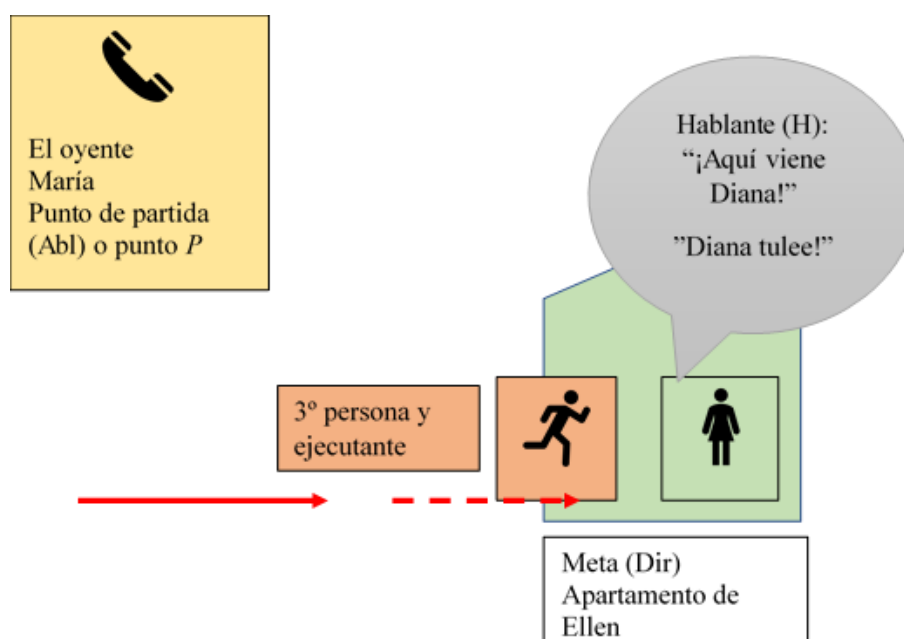 El oyente
María
Punto de partida
(Abl) o punto P
Hablante (H):
“¡Aquí viene
Diana!”
”Diana tulee!”
3º persona y
ejecutante
Meta (Dir)
Apartamento de
Ellen